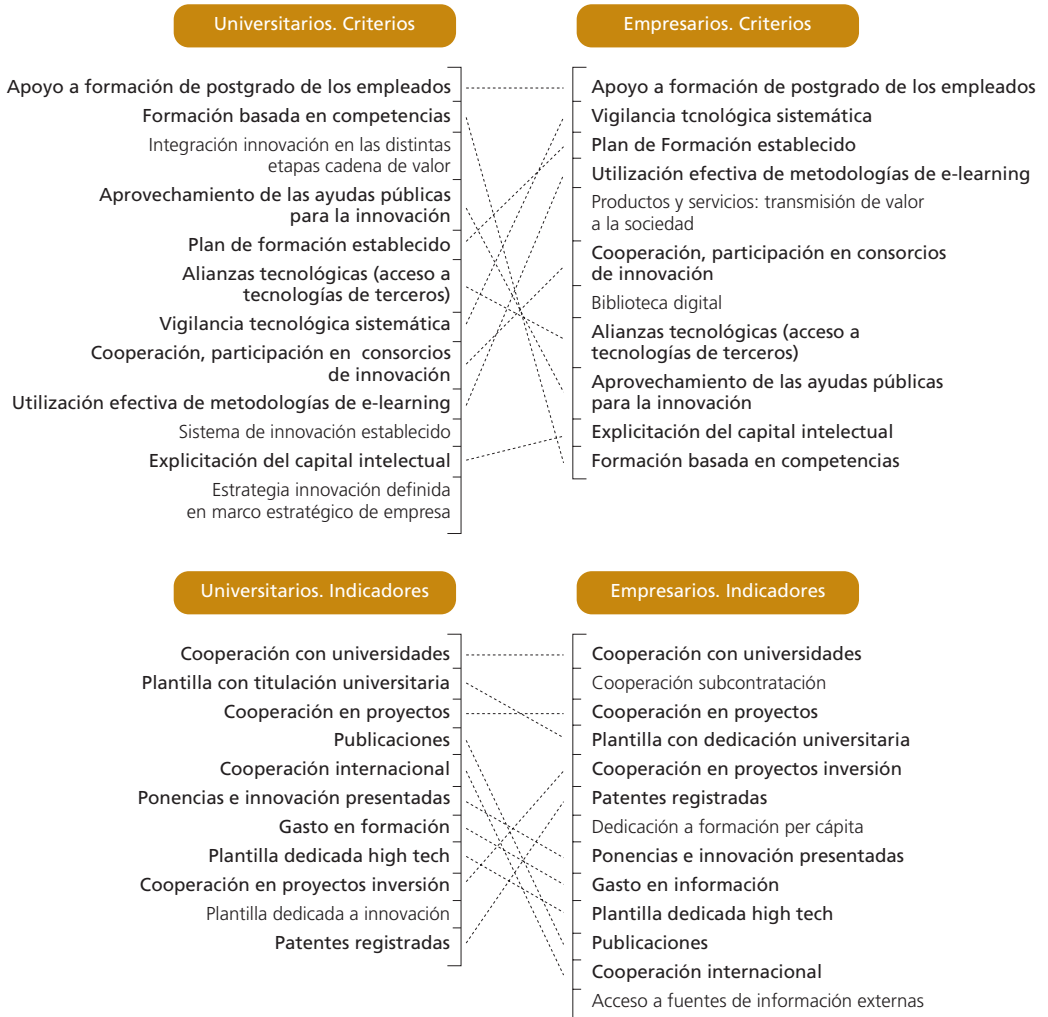 Universitarios. Criterios
Apoyo a formación de postgrado de los empleados
Formación basada en competencias
Integración innovación en las distintas
etapas cadena de valor
Aprovechamiento de las ayudas públicas
para la innovación
Plan de formación establecido
Alianzas tecnológicas (acceso a
tecnologías de terceros)
Vigilancia tecnológica sistemática
Cooperación, participación en consorcios
de innovación
Utilización efectiva de metodologías de e-learning
Sistema de innovación establecido
Explicitación del capital intelectual
Estrategia innovación definida
en marco estratégico de empresa
Empresarios. Criterios
Apoyo a formación de postgrado de los empleados
Vigilancia tcnológica sistemática
Plan de Formación establecido
Utilización efectiva de metodologías de e-learning
Productos y servicios: transmisión de valor
a la sociedad
Cooperación, participación en consorcios
de innovación
Biblioteca digital
Alianzas tecnológicas (acceso a
tecnologías de terceros)
Aprovechamiento de las ayudas públicas
para la innovación
Explicitación del capital intelectual
Formación basada en competencias
Universitarios. Indicadores
Cooperación con universidades
Plantilla con titulación universitaria
Cooperación en proyectos
Publicaciones
Cooperación internacional
Ponencias e innovación presentadas
Gasto en formación
Plantilla dedicada high tech
Cooperación en proyectos inversión
Plantilla dedicada a innovación
Patentes registradas
Empresarios. Indicadores
Cooperación con universidades
Cooperación subcontratación
Cooperación en proyectos
Plantilla con dedicación universitaria
Cooperación en proyectos inversión
Patentes registradas
Dedicación a formación per cápita
Ponencias e innovación presentadas
Gasto en información
Plantilla dedicada high tech
Publicaciones
Cooperación internacional
Acceso a fuentes de información externas